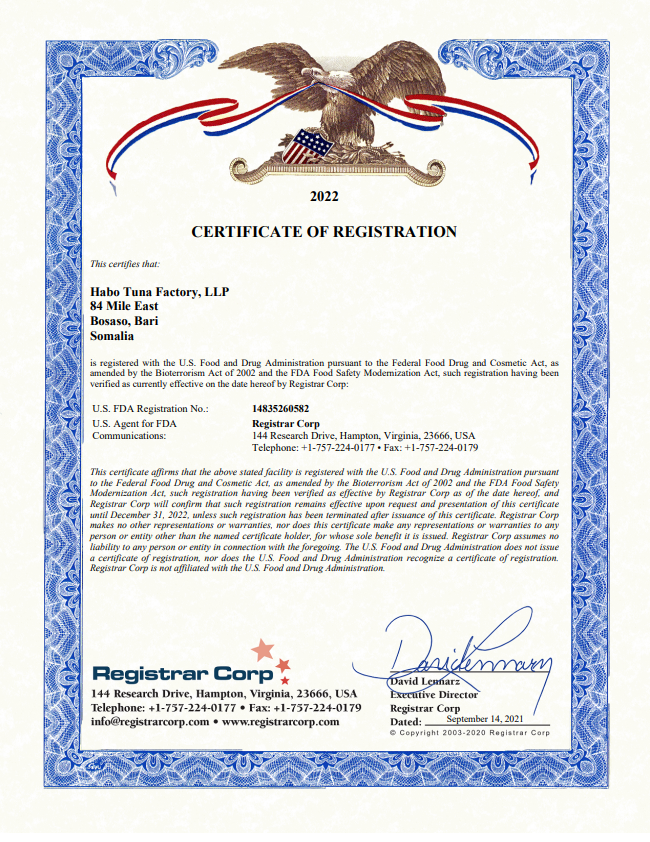 2022
CERTIFICATE OF REGISTRATION
This certifies that:
Habo Tuna Factory, LLP
84 Mile East
Bosaso, Bari
Somalia
is registered with the U.S. Food and Drug Administration pursuant to the Federal Food Drug and Cosmetic Act, as
amended by the Bioterrorism Act of 2002 and the FDA Food Safety Modernization Act, such registration having been
verified as currently effective on the date hereof by Registrar Corp:
U.S. FDA Registration No.: 14835260582
U.S. Agent for FDA Registrar Corp
Communications: 144 Research Drive, Hampton, Virginia, 23666, USA
Telephone: +1-757-224-0177 • Fax: +1-757-224-0179
This certificate affirms that the above stated facility is registered with the U.S. Food and Drug Administration pursuant
to the Federal Food Drug and Cosmetic Act, as amended by the Bioterrorism Act of 2002 and the FDA Food Safety
Modernization Act, such registration having been verified as effective by Registrar Corp as of the date hereof, and
Registrar Corp will confirm that such registration remains effective upon request and presentation of this certificate
until December 31, 2022, unless such registration has been terminated after issuance of this certificate. Registrar Corp
makes no other representations or warranties, nor does this certificate make any representations or warranties to any
person or entity other than the named certificate holder, for whose sole benefit it is issued. Registrar Corp assumes no
liability to any person or entity in connection with the foregoing. The U.S. Food and Drug Administration does not issue
a certificate of registration, nor does the U.S. Food and Drug Administration recognize a certificate of registration.
Registrar Corp is not affiliated with the U.S. Food and Drug Administration.
Registrar Corp
144 Research Drive, Hampton, Virginia, 23666, USA
Telephone: +1-757-224-0177 • Fax: +1-757-224-0179
info@registrarcorp.com • www.registrarcorp.com
David Lennarz
David Lennarz
Executive Director
Registrar Corp
Dated: September 14, 2021
© Copyright 2003-2020 Registrar Corp